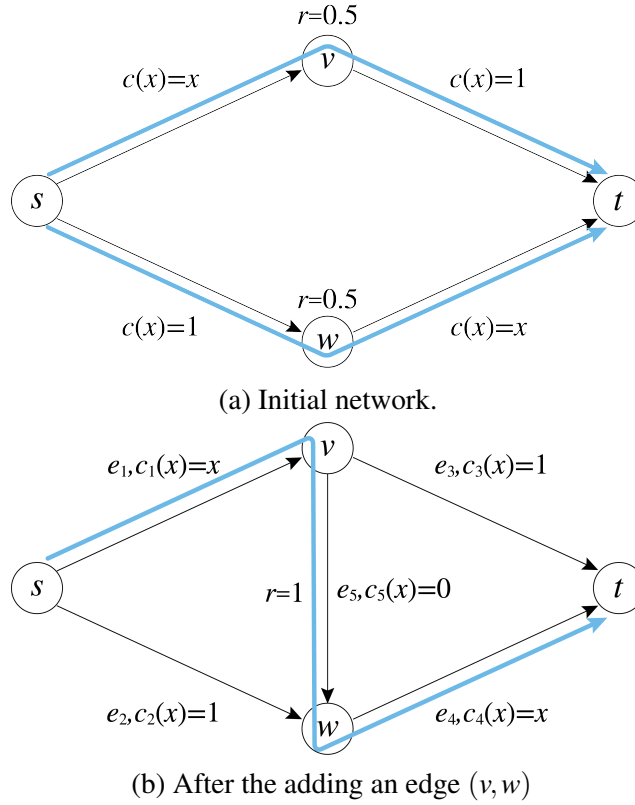 r=0.5
v
c(x)=x
c(x)=1
s
t
r=0.5
c(x)=1
w
c(x)=x
(a) Initial network.
v
e₁,c₁(x)=x
e₃,c₃(x)=1
s
r=1
e₅,c₅(x)=0
t
e₂,c₂(x)=1
w
e₄,c₄(x)=x
(b) After the adding an edge (v,w)